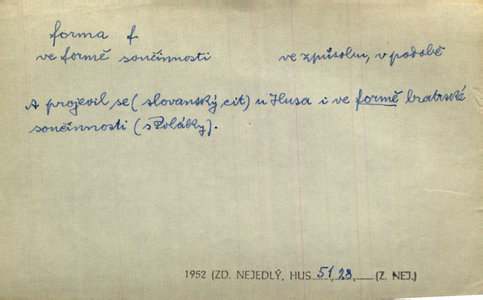 forma f.
ve formě součinnosti ve způsobu, v podobě
A projevil se (slovanský cit) u Husa i ve formě bratrské
součinnosti (s Poláky).
1952 (ZD. NEJEDLÝ, HUS 51, 23, (Z. NEJ.)